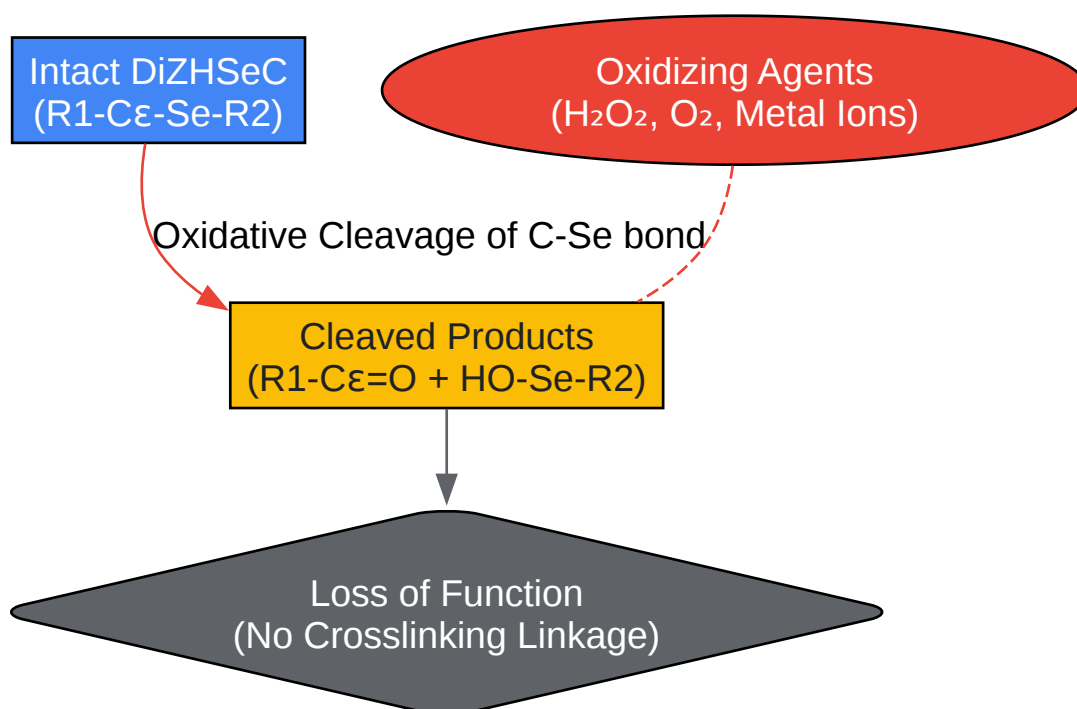 Intact DiZHSeC
(R1-Cε-Se-R2)
Oxidizing Agents
(H₂O₂, O₂, Metal Ions)
Oxidative Cleavage of C-Se bond
Cleaved Products
(R1-Cε=O + HO-Se-R2)
Loss of Function
(No Crosslinking Linkage)